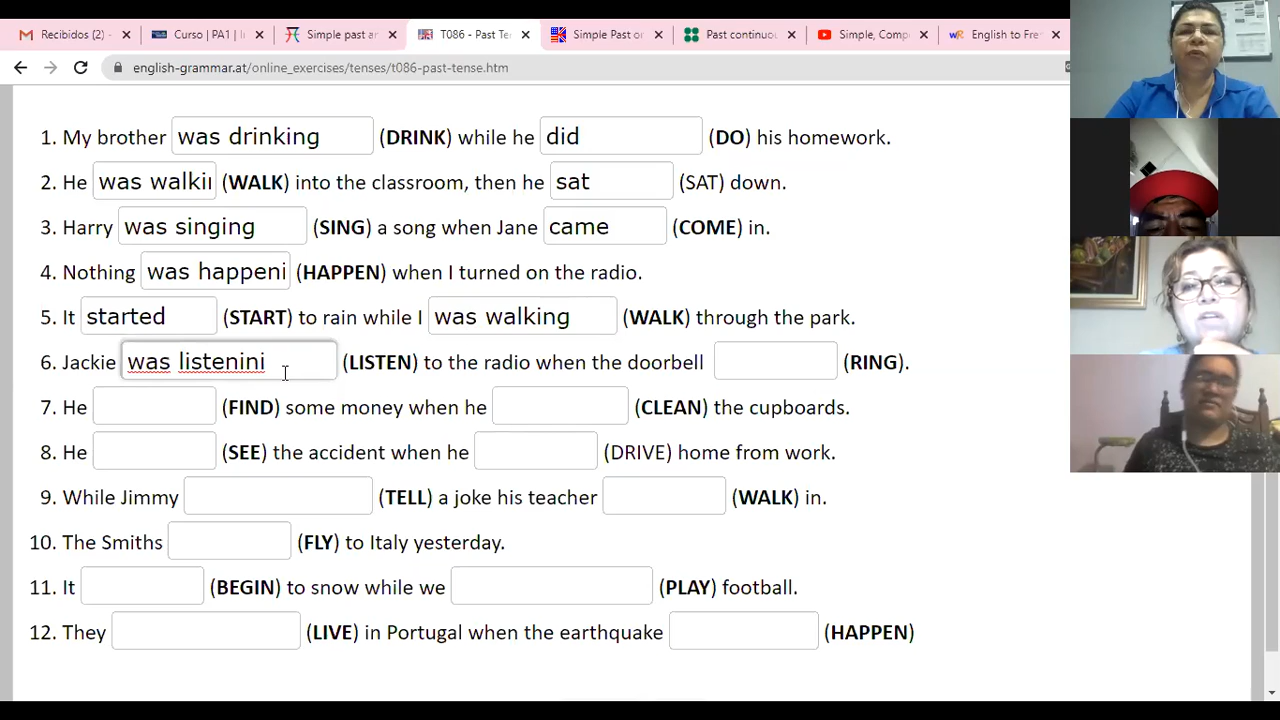 Recibidos (2) - Curso | PA1 | Ir Simple past ar T086 - Past Te Simple Past or Past continuou Simple, Comp English to Fre
english-grammar.at/online_exercises/tenses/t086-past-tense.htm
1. My brother was drinking (DRINK) while he did (DO) his homework.
2. He was walkii (WALK) into the classroom, then he sat (SAT) down.
3. Harry was singing (SING) a song when Jane came (COME) in.
4. Nothing was happeni (HAPPEN) when I turned on the radio.
5. It started (START) to rain while I was walking (WALK) through the park.
6. Jackie was listenini (LISTEN) to the radio when the doorbell (RING).
7. He (FIND) some money when he (CLEAN) the cupboards.
8. He (SEE) the accident when he (DRIVE) home from work.
9. While Jimmy (TELL) a joke his teacher (WALK) in.
10. The Smiths (FLY) to Italy yesterday.
11. It (BEGIN) to snow while we (PLAY) football.
12. They (LIVE) in Portugal when the earthquake (HAPPEN)